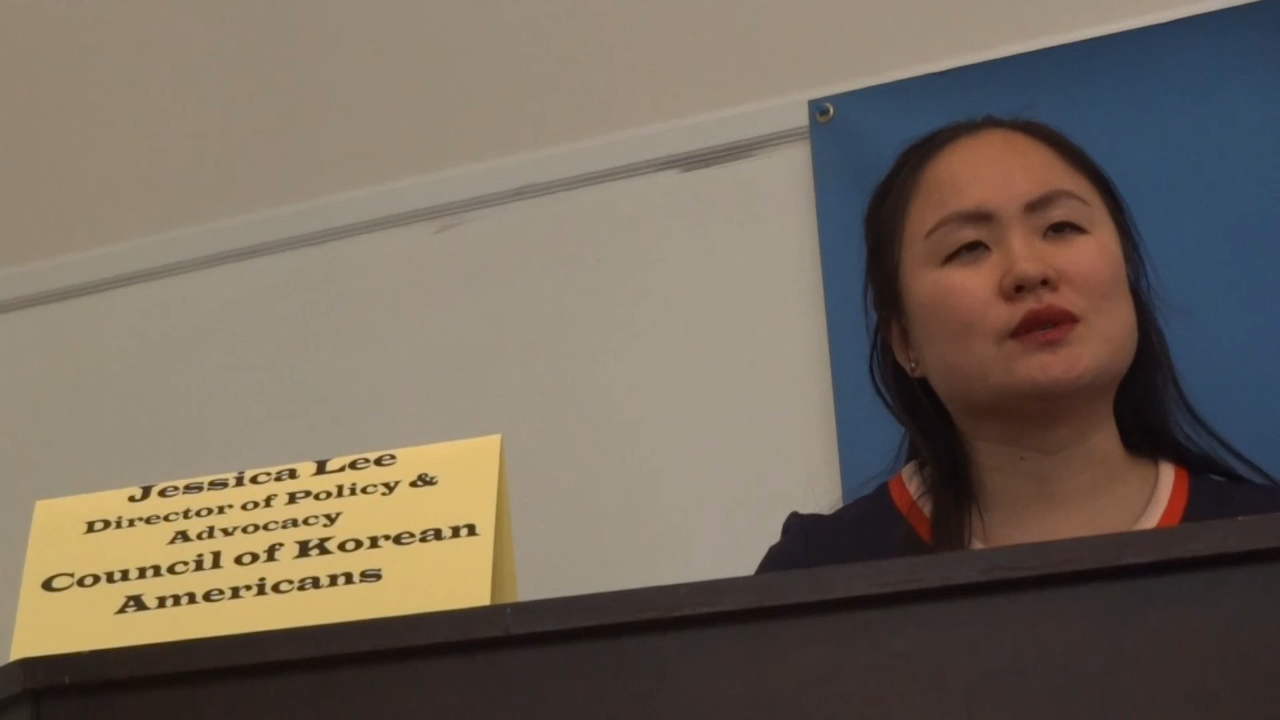 Jessica Lee
Director of Policy &
Advocacy
Council of Korean
Americans